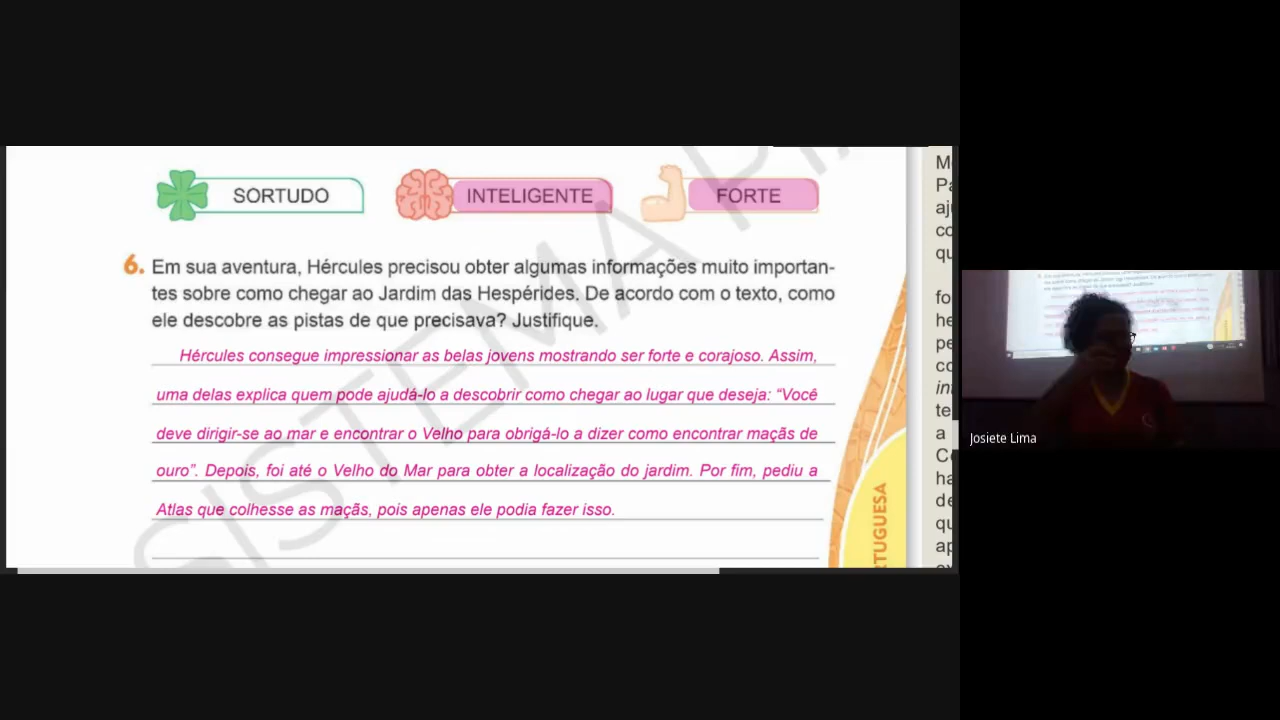 SORTUDO
INTELIGENTE
FORTE
6. Em sua aventura, Hércules precisou obter algumas informações muito importan-
tes sobre como chegar ao Jardim das Hespérides. De acordo com o texto, como
ele descobre as pistas de que precisava? Justifique.
Hércules consegue impressionar as belas jovens mostrando ser forte e corajoso. Assim,
uma delas explica quem pode ajudá-lo a descobrir como chegar ao lugar que deseja: “Você
deve dirigir-se ao mar e encontrar o Velho para obrigá-lo a dizer como encontrar maçãs de
ouro”. Depois, foi até o Velho do Mar para obter a localização do jardim. Por fim, pediu a
Atlas que colhesse as maçãs, pois apenas ele podia fazer isso.
SISTEMA
Josiete Lima